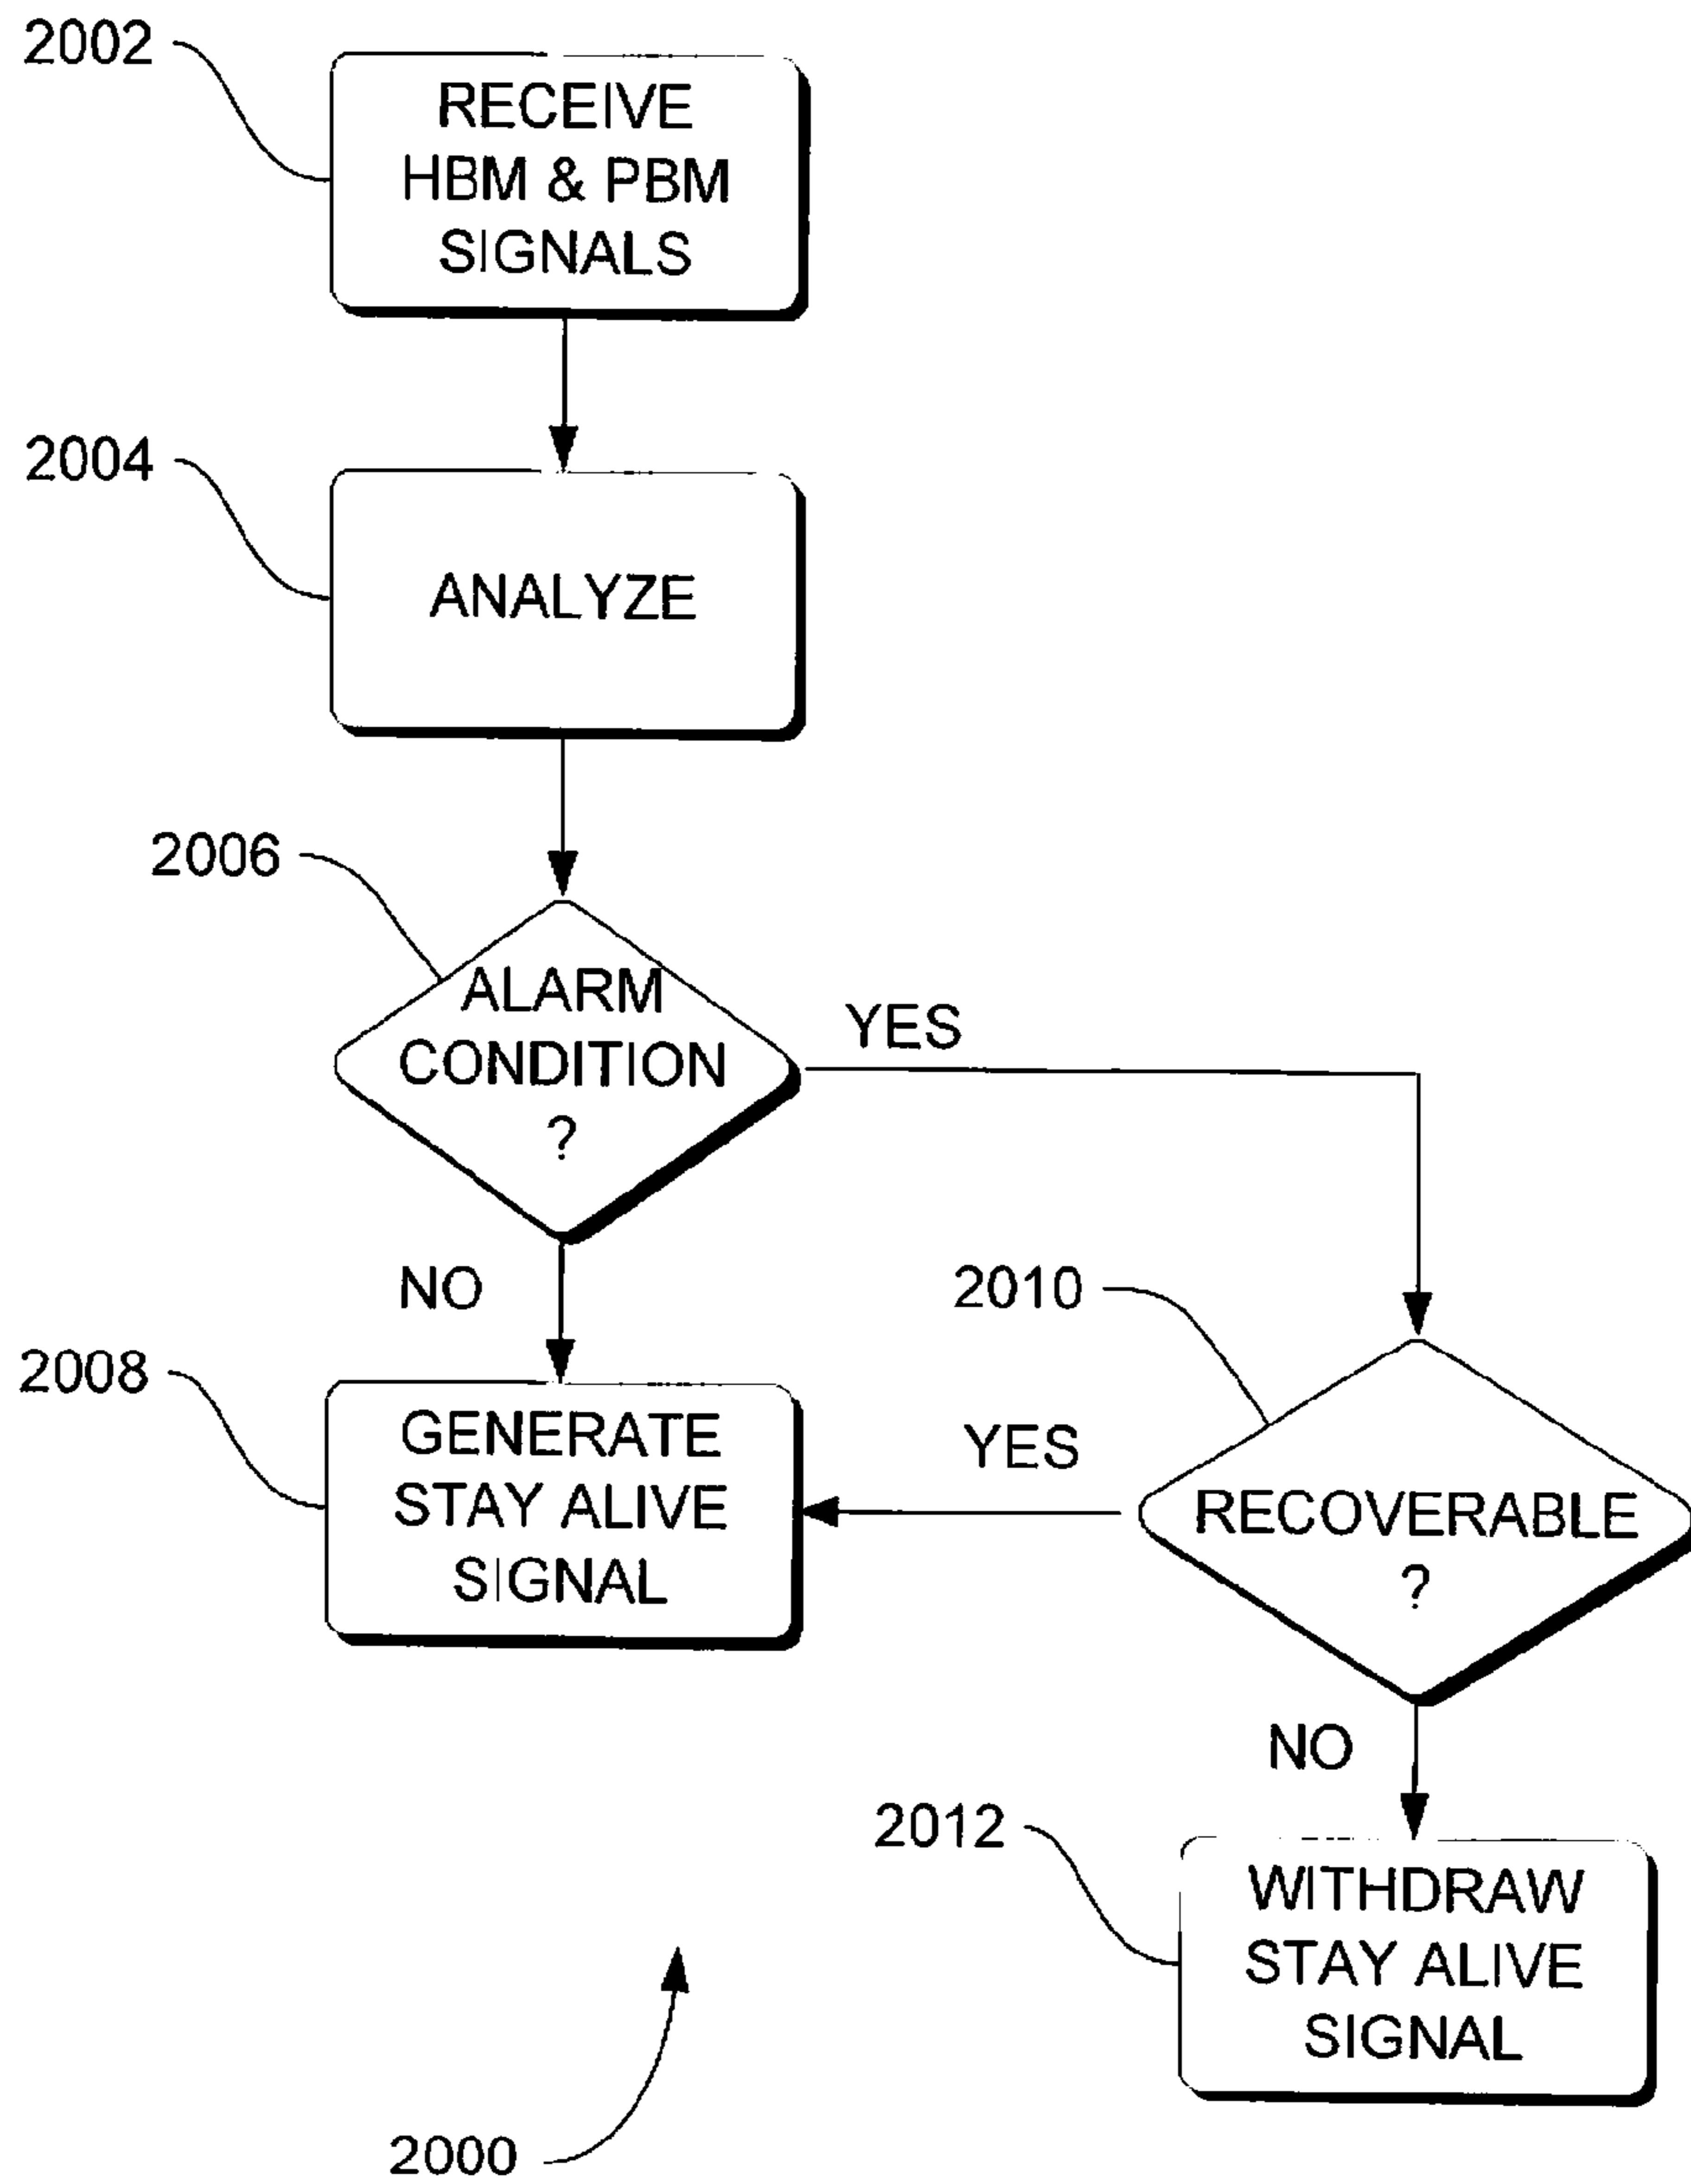 2002
RECEIVE
HBM & PBM
SIGNALS
2004
ANALYZE
2006
ALARM
CONDITION
?
YES
NO
2008
GENERATE
STAY ALIVE
SIGNAL
2010
YES
RECOVERABLE
?
NO
2012
WITHDRAW
STAY ALIVE
SIGNAL
2000